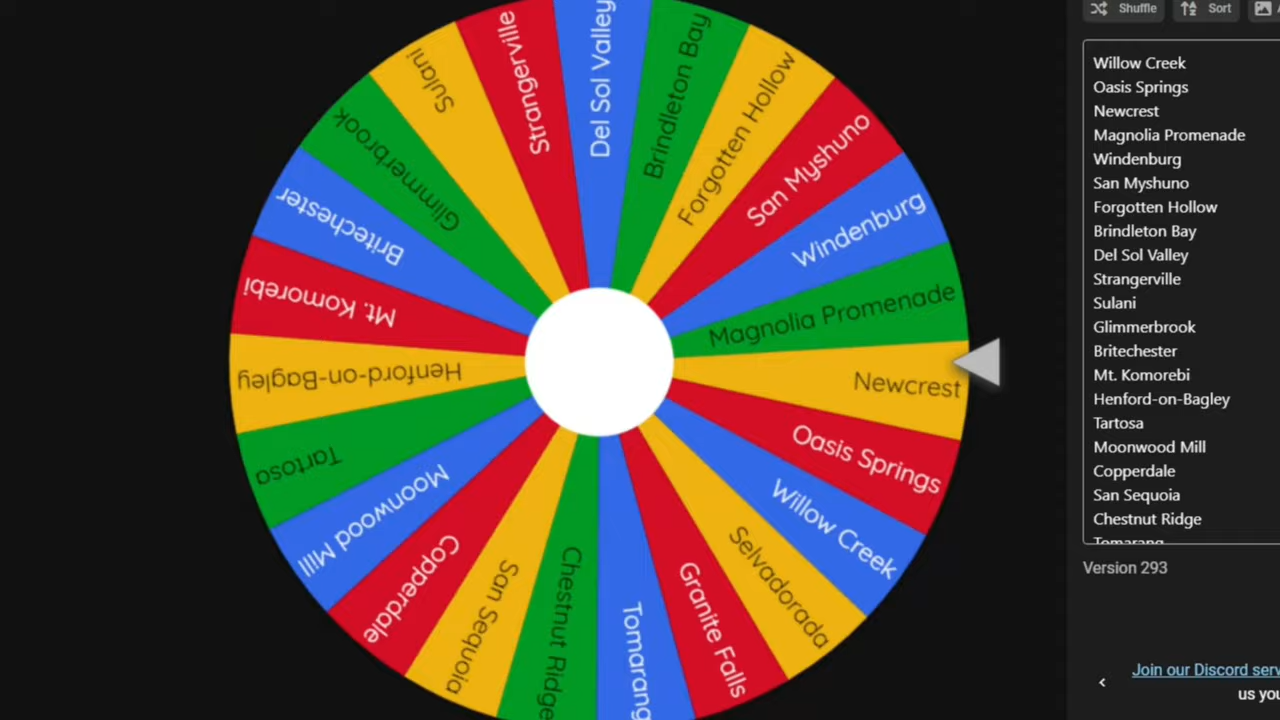 Shuffle
Sort
Del Sol Valley
Brindleton Bay
Forgotten Hollow
San Myshuno
Windenburg
Magnolia Promenade
Newcrest
Oasis Springs
Willow Creek
Selvadorada
Granite Falls
Tomarang
Chestnut Ridge
San Sequoia
Copperdale
Moonwood Mill
Tartosa
Henford-on-Bagley
Mt. Komorebi
Britechester
Glimmerbrook
Sulani
Strangerville
Willow Creek
Oasis Springs
Newcrest
Magnolia Promenade
Windenburg
San Myshuno
Forgotten Hollow
Brindleton Bay
Del Sol Valley
Strangerville
Sulani
Glimmerbrook
Britechester
Mt. Komorebi
Henford-on-Bagley
Tartosa
Moonwood Mill
Copperdale
San Sequoia
Chestnut Ridge
Tomarang
Version 293
Join our Discord serv
us you